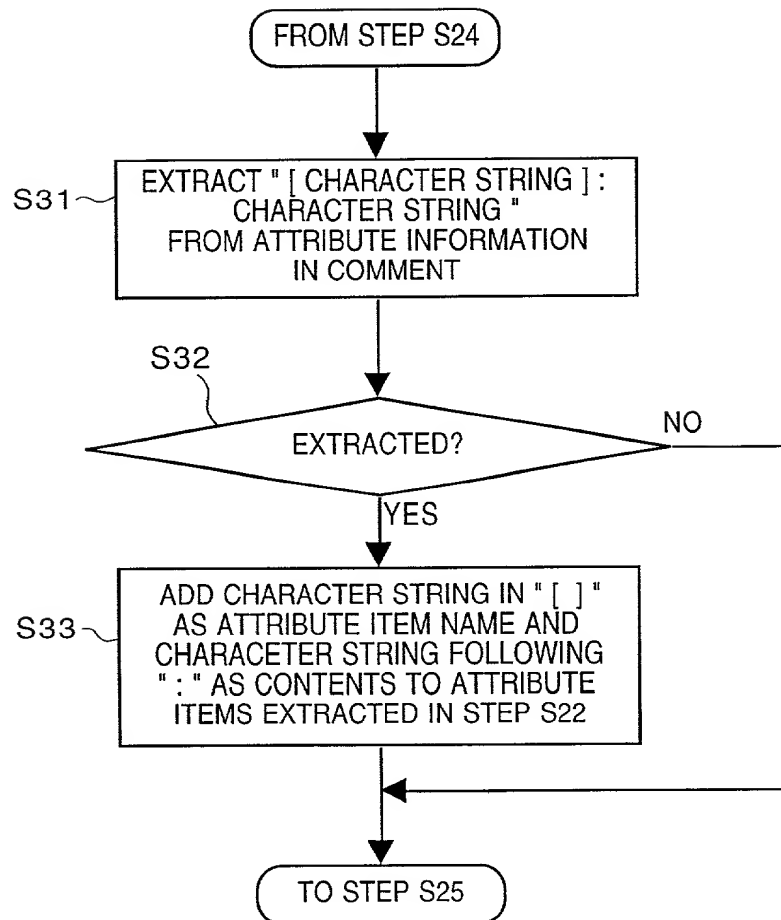 FROM STEP S24
S31
EXTRACT " [ CHARACTER STRING ] :
CHARACTER STRING "
FROM ATTRIBUTE INFORMATION
IN COMMENT
S32
EXTRACTED?
NO
YES
S33
ADD CHARACTER STRING IN " [ ] "
AS ATTRIBUTE ITEM NAME AND
CHARACETER STRING FOLLOWING
" : " AS CONTENTS TO ATTRIBUTE
ITEMS EXTRACTED IN STEP S22
TO STEP S25